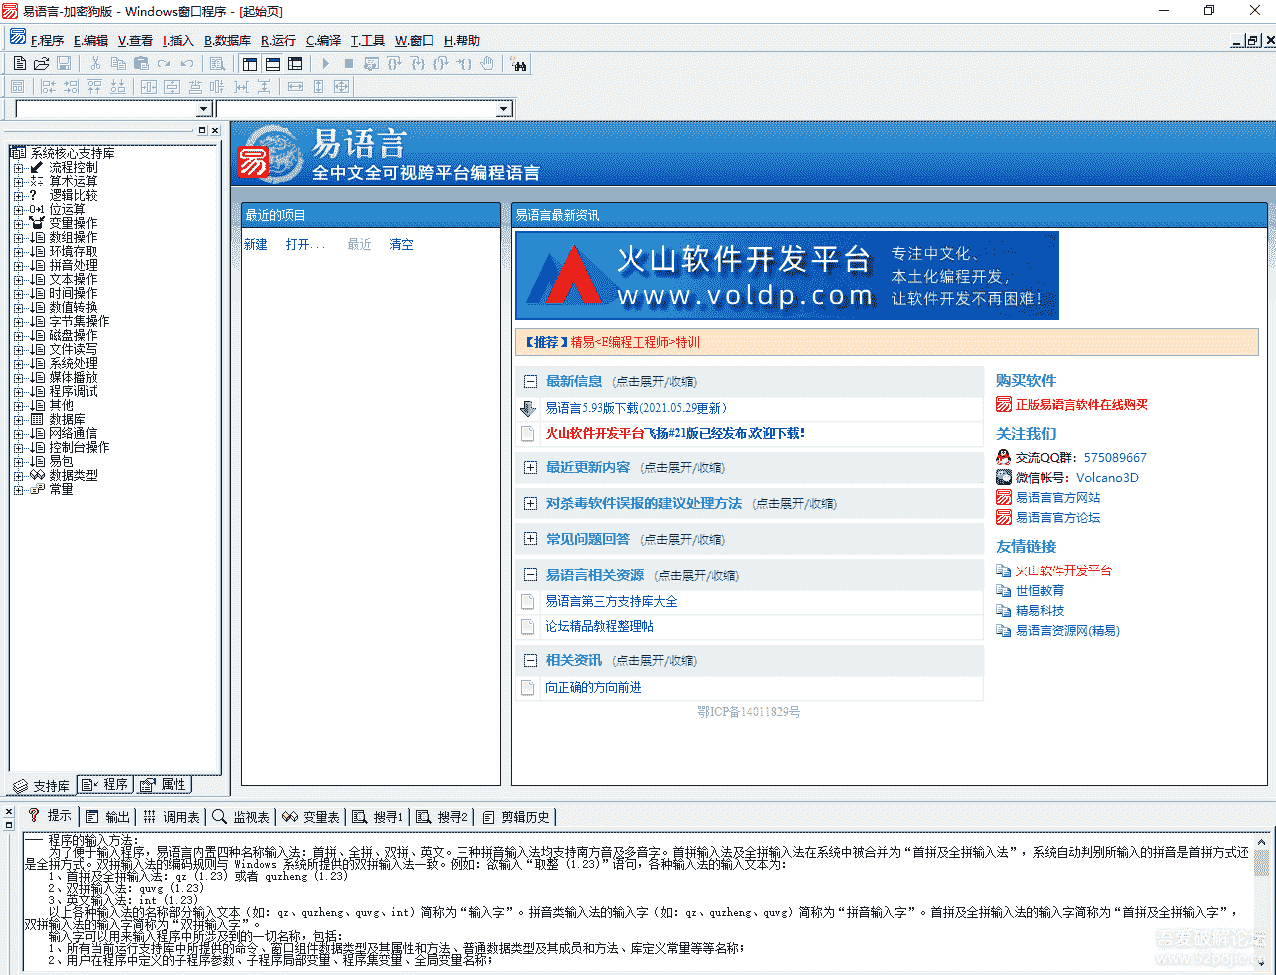 易语言-加密狗版 - Windows窗口程序 - [起始页]
F.程序 E.编辑 V.查看 I.插入 B.数据库 R.运行 C.编译 T.工具 W.窗口 H.帮助
系统核心支持库
流程控制
算术运算
逻辑比较
位运算
变量操作
数组操作
环境存取
拼音处理
文本操作
时间操作
数值转换
字节集操作
磁盘操作
文件读写
系统处理
媒体播放
程序调试
其他
数据库
网络通信
控制台操作
易包
数据类型
常量
支持库 程序 属性
易语言
全中文全可视跨平台编程语言
最近的项目
新建 打开... 最近 清空
易语言最新资讯
火山软件开发平台
www.voldp.com
专注中文化、
本土化编程开发，
让软件开发不再困难！
【推荐】精易<E编程工程师>特训
最新信息 (点击展开/收缩)
易语言5.93版下载(2021.05.29更新)
火山软件开发平台飞扬#21版已经发布,欢迎下载!
最近更新内容 (点击展开/收缩)
对杀毒软件误报的建议处理方法 (点击展开/收缩)
常见问题回答 (点击展开/收缩)
易语言相关资源 (点击展开/收缩)
易语言第三方支持库大全
论坛精品教程整理帖
相关资讯 (点击展开/收缩)
向正确的方向前进
鄂ICP备14011829号
购买软件
正版易语言软件在线购买
关注我们
交流QQ群：575089667
微信帐号：Volcano3D
易语言官方网站
易语言官方论坛
友情链接
火山软件开发平台
世恒教育
精易科技
易语言资源网(精易)
提示 输出 调用表 监视表 变量表 搜寻1 搜寻2 剪辑历史
── 程序的输入方法：
为了便于输入程序，易语言内置四种名称输入法：首拼、全拼、双拼、英文。三种拼音输入法均支持南方音及多音字。首拼输入法及全拼输入法在系统中被合并为“首拼及全拼输入法”，系统自动判别所输入的拼音是首拼方式还
是全拼方式。双拼输入法的编码规则与 Windows 系统所提供的双拼输入法一致。例如：欲输入“取整 (1.23)”语句，各种输入法的输入文本为：
1、首拼及全拼输入法：qz (1.23) 或者 quzheng (1.23)
2、双拼输入法：quvg (1.23)
3、英文输入法：int (1.23)
以上各种输入法的名称部分输入文本（如：qz、quzheng、quvg、int）简称为“输入字”。拼音类输入法的输入字（如：qz、quzheng、quvg）简称为“拼音输入字”。首拼及全拼输入法的输入字简称为“首拼及全拼输入字”，
双拼输入法的输入字简称为“双拼输入字”。
输入字可以用来输入程序中所涉及到的一切名称，包括：
1、所有当前运行支持库中所提供的命令、窗口组件数据类型及其属性和方法、普通数据类型及其成员和方法、库定义常量等等名称；
2、用户在程序中定义的子程序参数、子程序局部变量、程序集变量、全局变量名称；
吾爱破解论坛
www.52pojie.cn